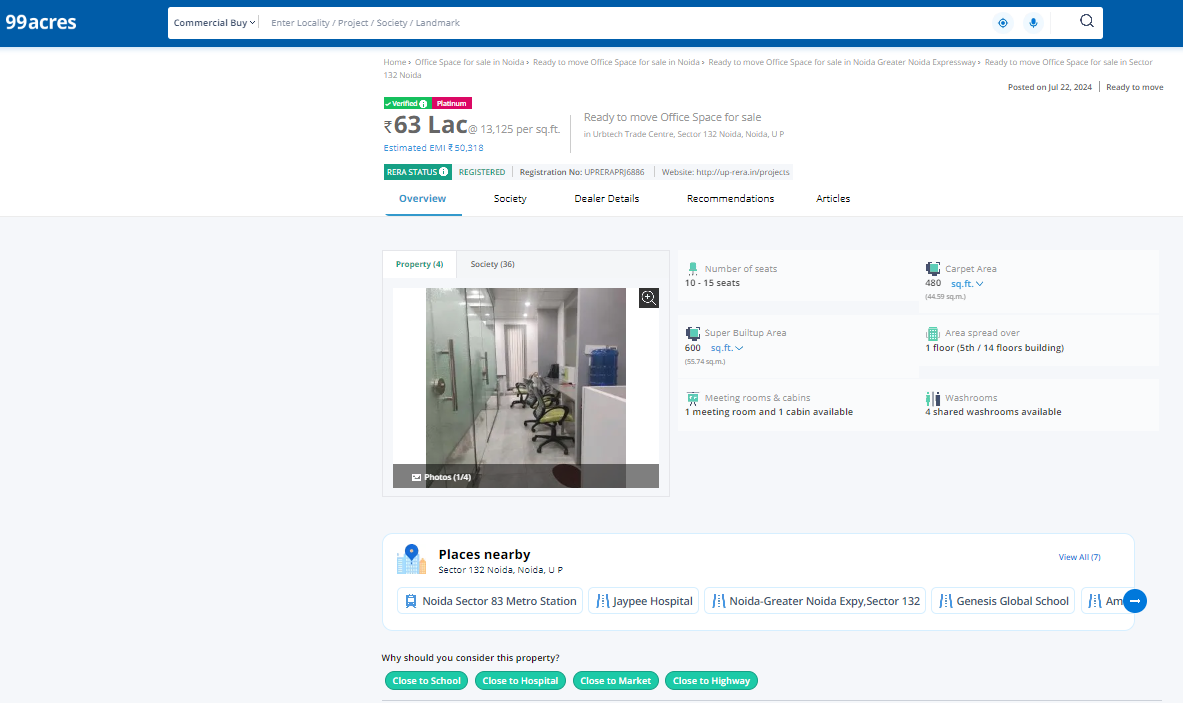 99acres
Commercial Buy
Enter Locality / Project / Society / Landmark
Home › Office Space for sale in Noida › Ready to move Office Space for sale in Noida › Ready to move Office Space for sale in Noida Greater Noida Expressway › Ready to move Office Space for sale in Sector
132 Noida
Posted on Jul 22, 2024 | Ready to move
Verified Platinum
₹63 Lac @ 13,125 per sq.ft.
Estimated EMI ₹ 50,318
Ready to move Office Space for sale
in Urbtech Trade Centre, Sector 132 Noida, Noida, U P
RERA STATUS REGISTERED | Registration No: UPRERAPRJ6886 | Website: http://up-rera.in/projects
Overview Society Dealer Details Recommendations Articles
Property (4) Society (36)
Photos (1/4)
Number of seats
10 - 15 seats
Carpet Area
480 sq.ft.
(44.59 sq.m.)
Super Builtup Area
600 sq.ft.
(55.74 sq.m.)
Area spread over
1 floor (5th / 14 floors building)
Meeting rooms & cabins
1 meeting room and 1 cabin available
Washrooms
4 shared washrooms available
Places nearby
Sector 132 Noida, Noida, U P
View All (7)
Noida Sector 83 Metro Station Jaypee Hospital Noida-Greater Noida Expy,Sector 132 Genesis Global School Am
Why should you consider this property?
Close to School Close to Hospital Close to Market Close to Highway